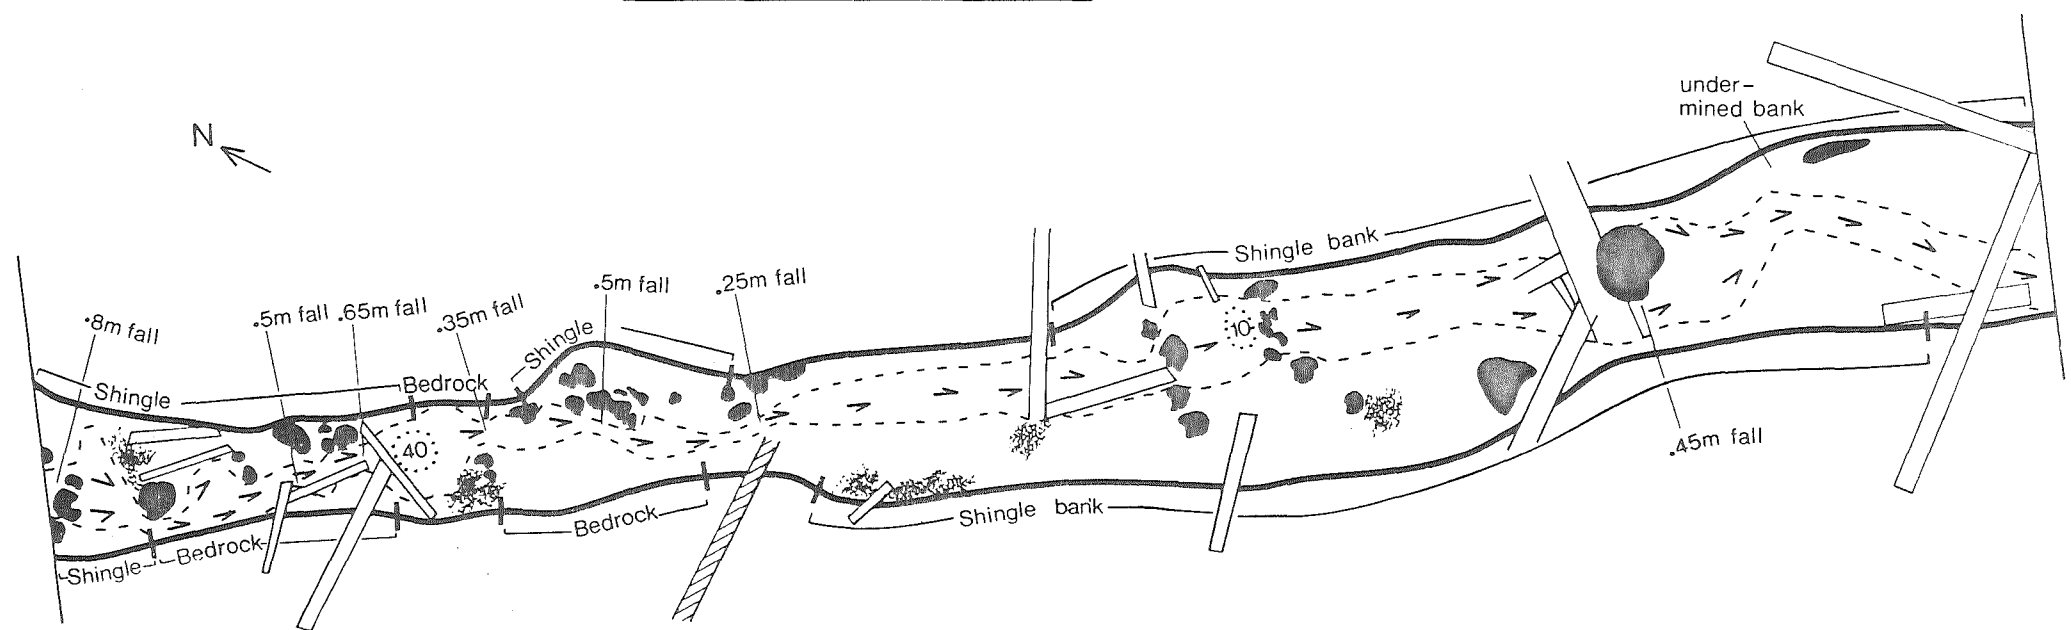 under-
mined bank
N
Shingle bank
.5m fall
.25m fall
.5m fall
.65m fall
.35m fall
.8m fall
Shingle
10
Shingle
Bedrock
40
.45m fall
Shingle bank
Bedrock
Bedrock
Shingle